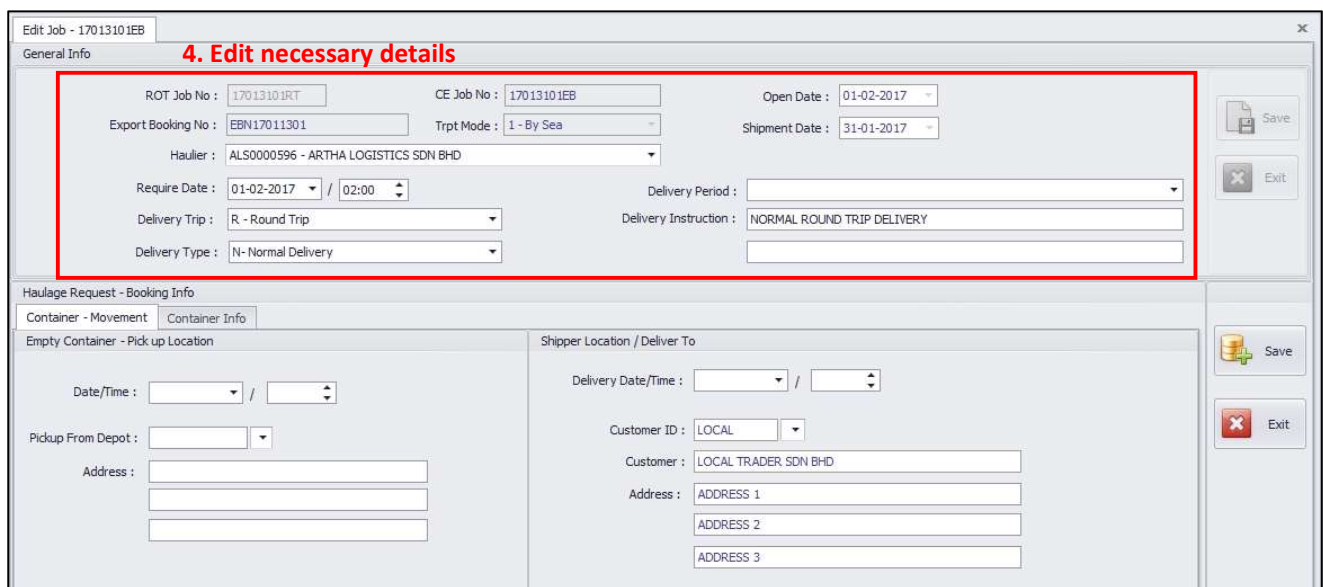 Edit Job - 17013101EB
General Info
4. Edit necessary details
ROT Job No : 17013101RT CE Job No : 17013101EB Open Date : 01-02-2017
Export Booking No : EBN17011301 Trpt Mode : 1 - By Sea Shipment Date : 31-01-2017
Save
Haulier : ALS0000596 - ARTHA LOGISTICS SDN BHD
Exit
Require Date : 01-02-2017 / 02:00 Delivery Period :
Delivery Trip : R - Round Trip Delivery Instruction : NORMAL ROUND TRIP DELIVERY
Delivery Type : N- Normal Delivery
Haulage Request - Booking Info
Container - Movement Container Info
Empty Container - Pick up Location Shipper Location / Deliver To
Save
Date/Time : / Delivery Date/Time : /
Pickup From Depot : Customer ID : LOCAL
Exit
Address : Customer : LOCAL TRADER SDN BHD
Address : ADDRESS 1
ADDRESS 2
ADDRESS 3